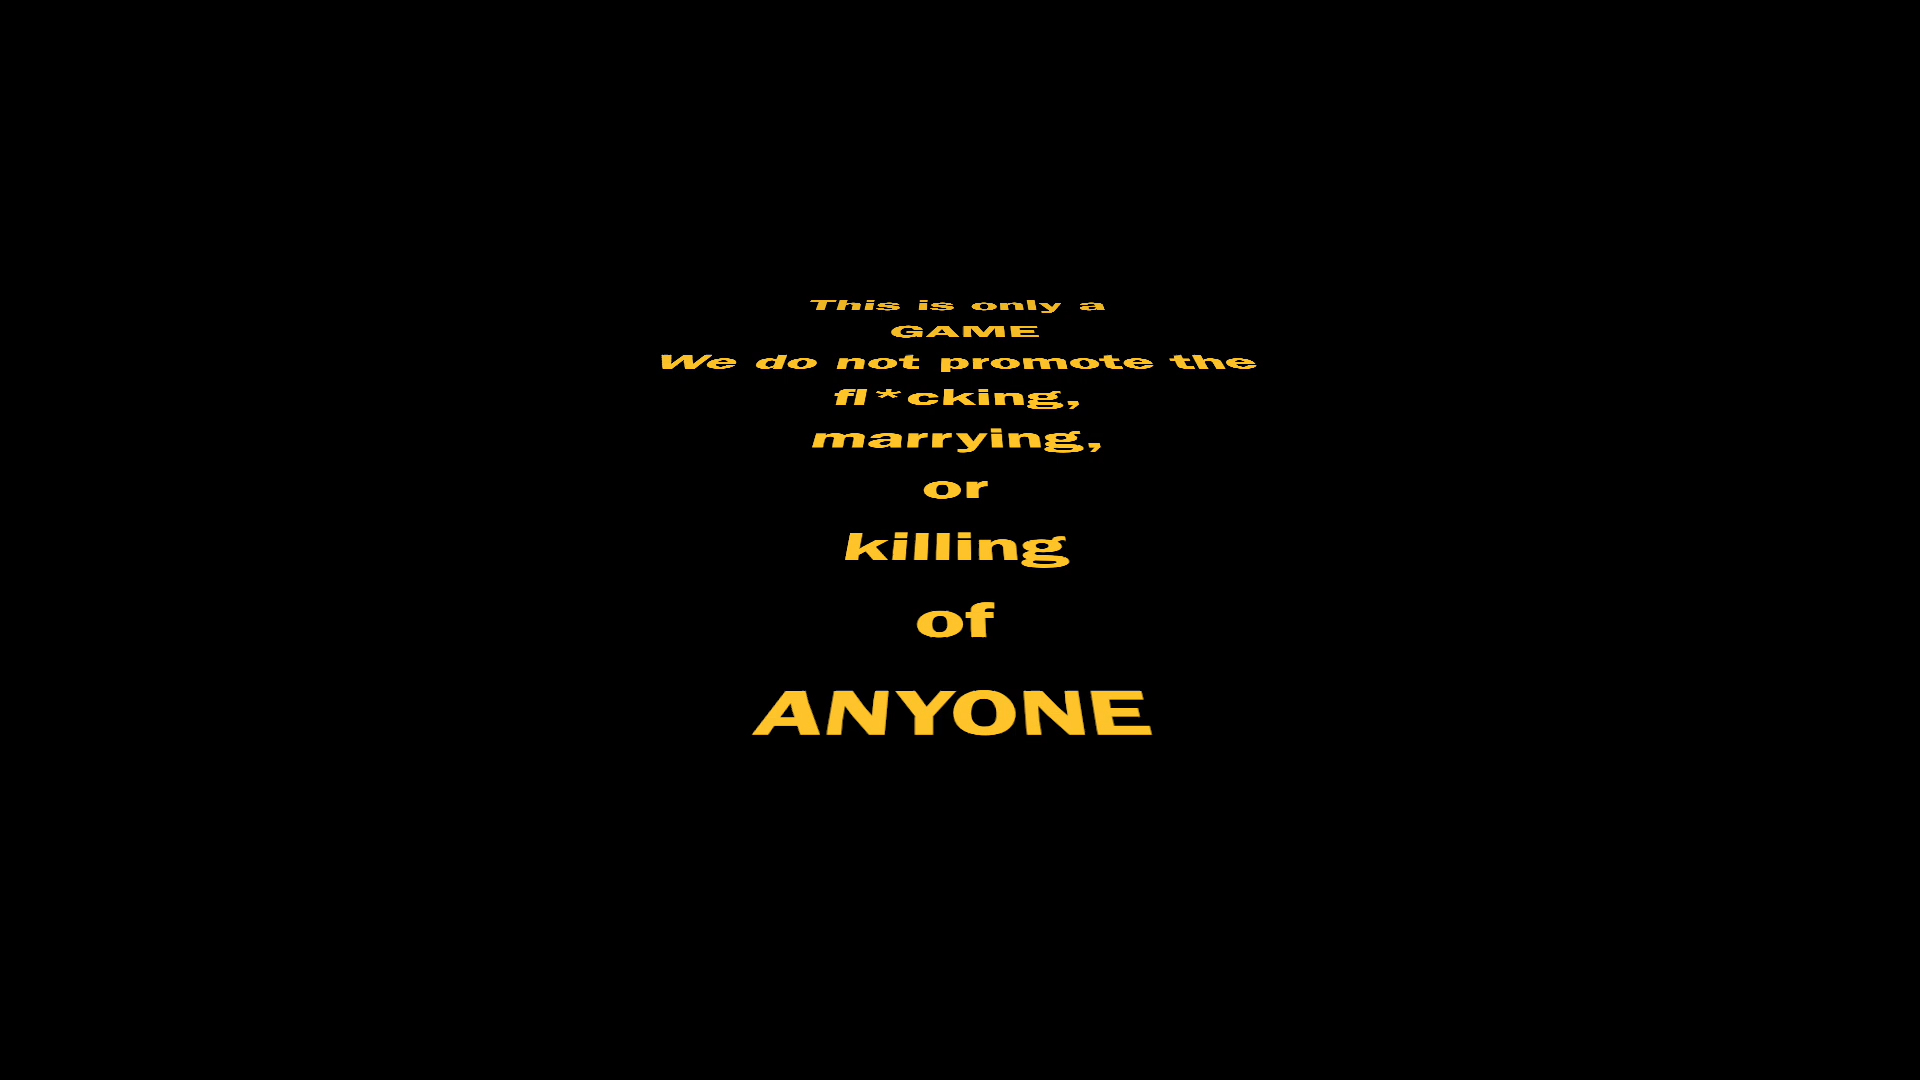 This is only a
GAME
We do not promote the
fl*cking,
marrying,
or
killing
of
ANYONE